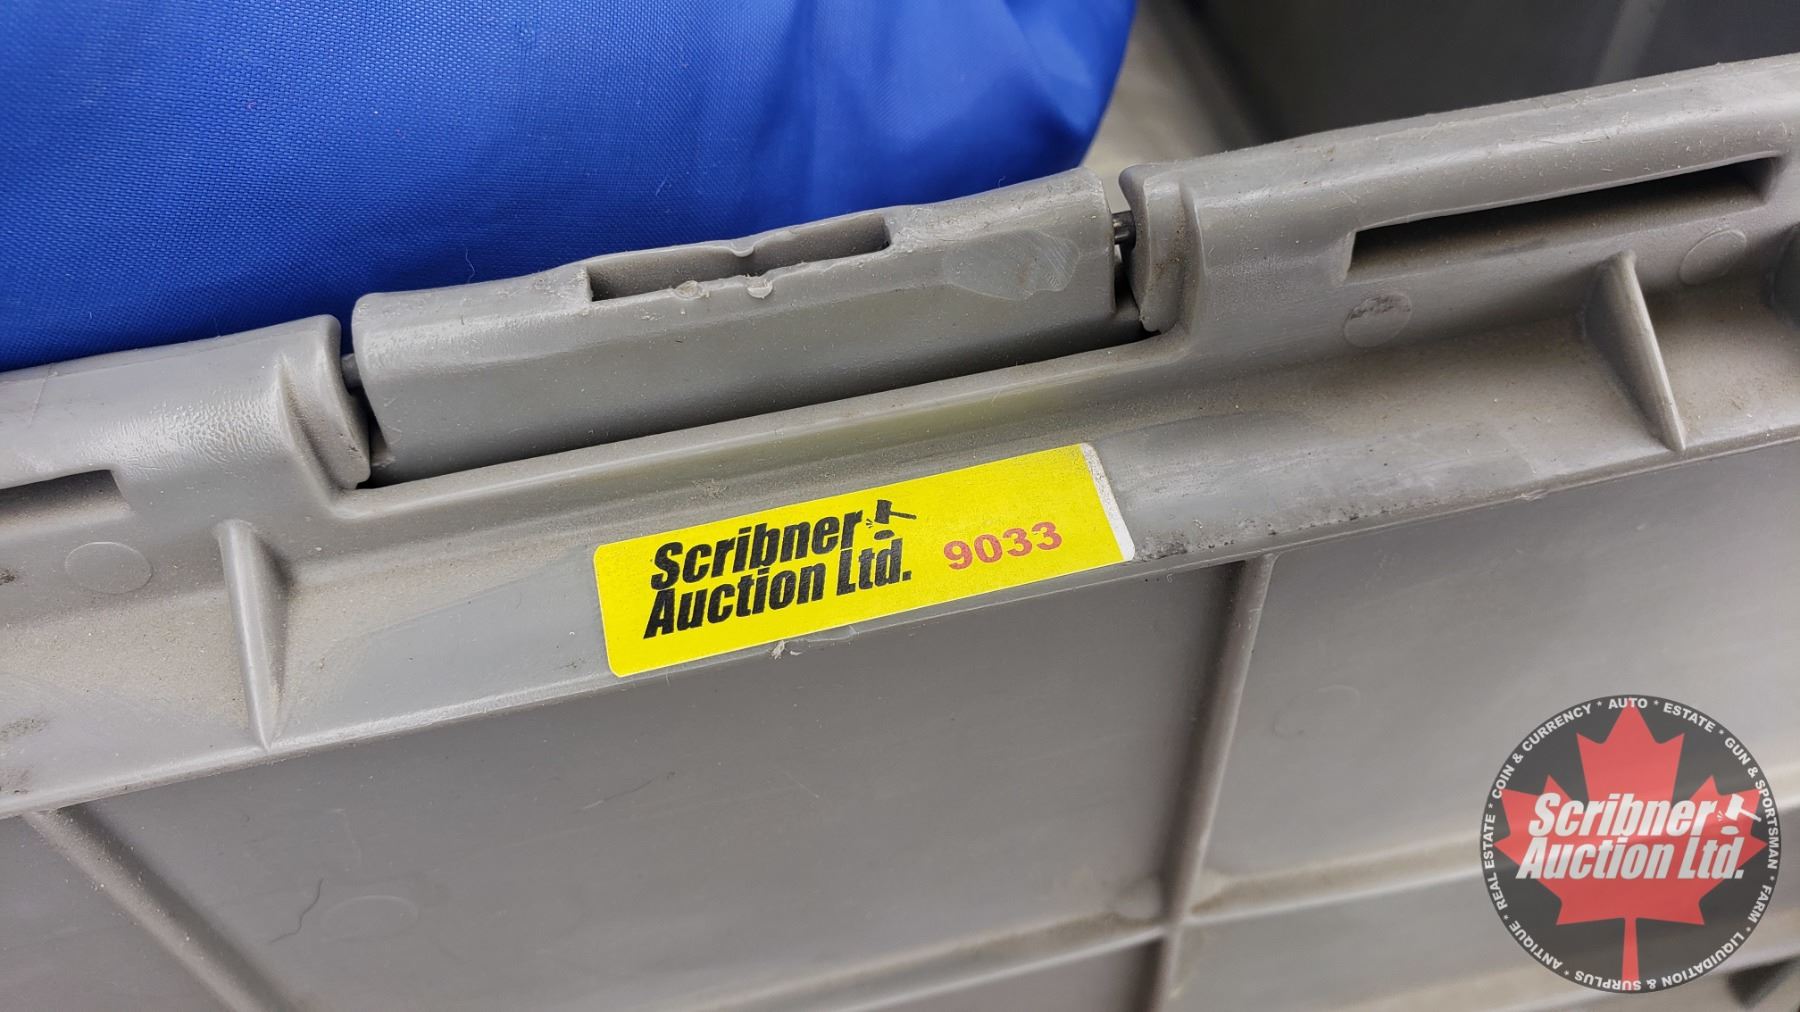 Scribner
Auction Ltd.
9033
REAL ESTATE * COIN & CURRENCY * AUTO * ESTATE * GUN & SPORTSMAN * FARM * LIQUIDATION & SURPLUS * ANTIQUE *
Scribner
Auction Ltd.